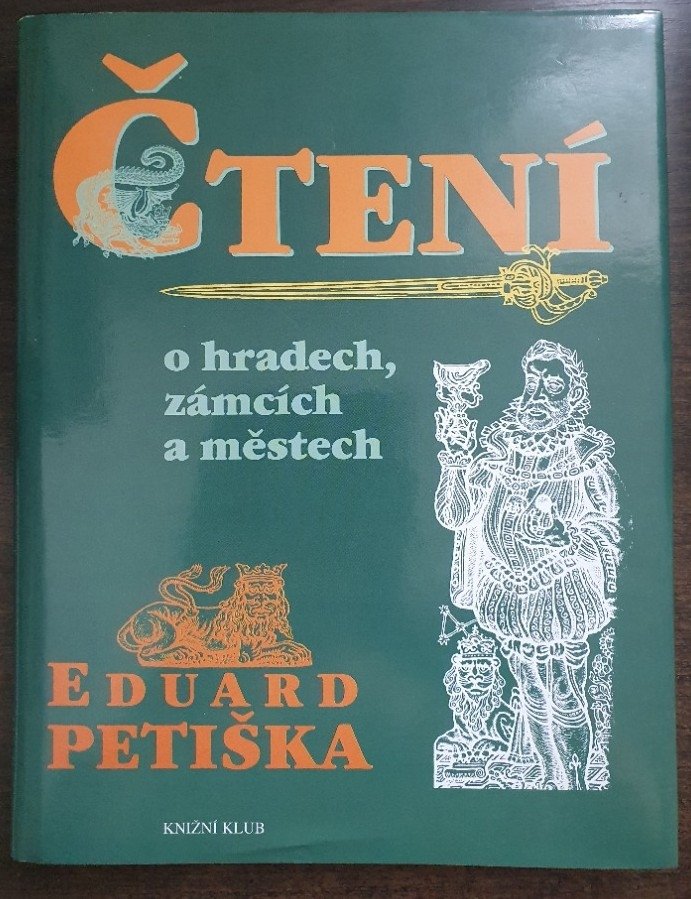 ČTENÍ
o hradech,
zámcích
a městech
EDUARD
PETIŠKA
KNIŽNÍ KLUB